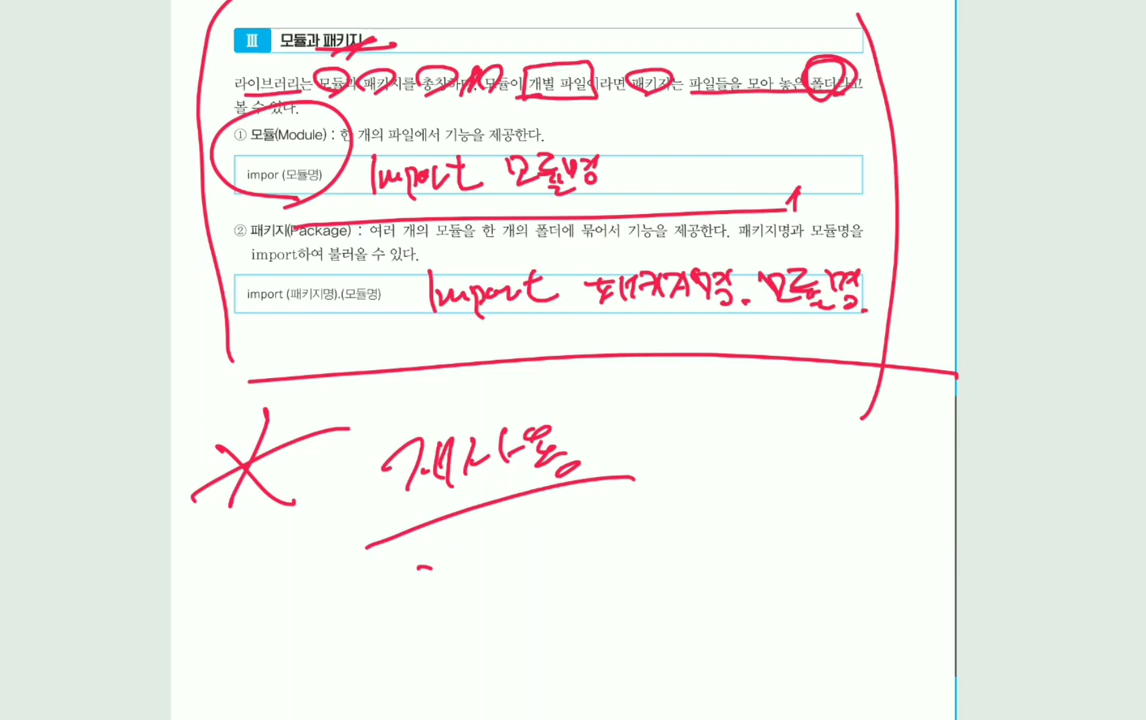 Ⅲ 모듈과 패키지
라이브러리는 모듈과 패키지를 총칭하며, 모듈이 개별 파일이라면 패키지는 파일들을 모아 놓은 폴더라고
볼 수 있다.
① 모듈(Module) : 한 개의 파일에서 기능을 제공한다.
impor (모듈명) Import 모듈명
② 패키지(Package) : 여러 개의 모듈을 한 개의 폴더에 묶어서 기능을 제공한다. 패키지명과 모듈명을
import하여 불러올 수 있다.
import (패키지명).(모듈명) Import 패키지명. 모듈명.
재사용